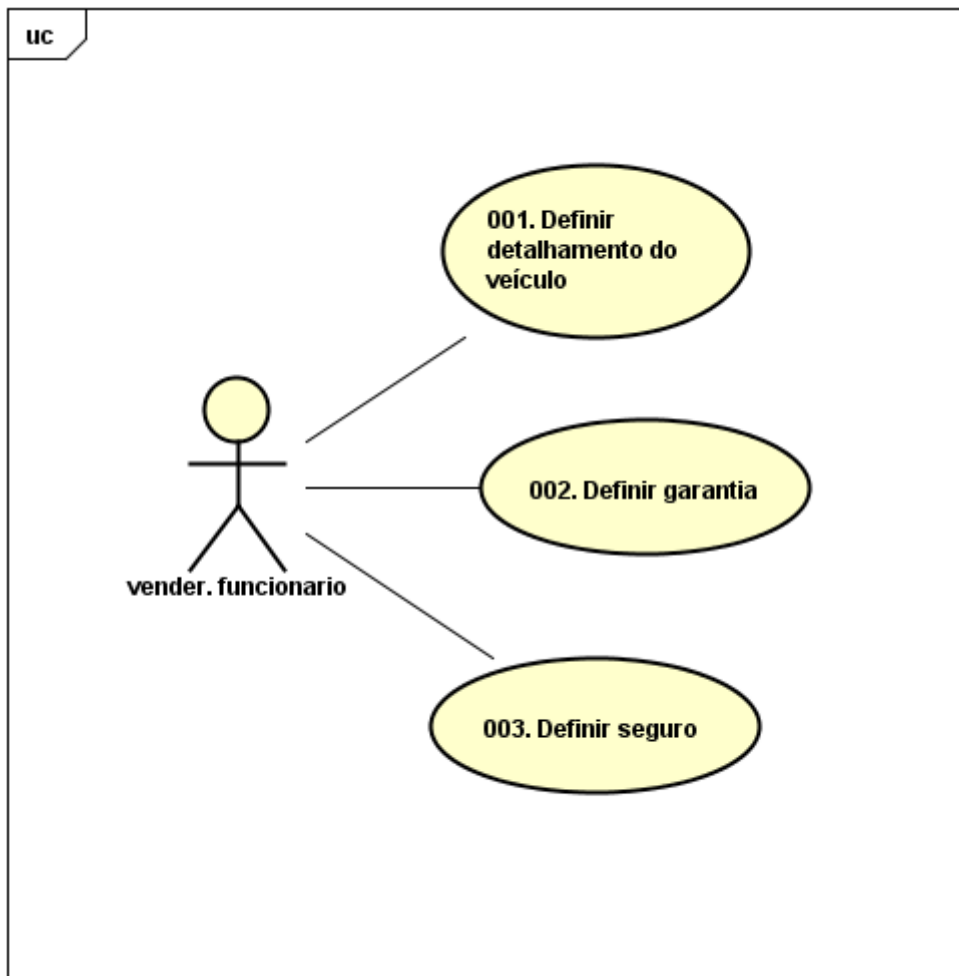 uc
001. Definir
detalhamento do
veículo
002. Definir garantia
vender. funcionario
003. Definir seguro